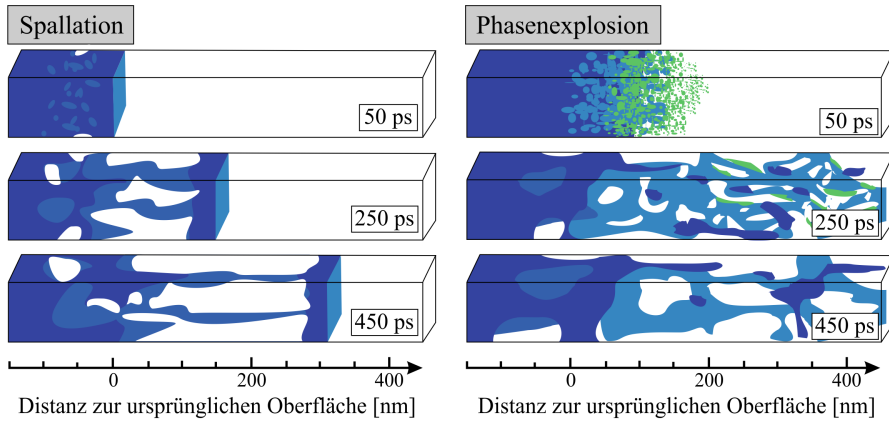 Spallation
50 ps
250 ps
450 ps
0 200 400
Distanz zur ursprünglichen Oberfläche [nm]
Phasenexplosion
50 ps
250 ps
450 ps
0 200 400
Distanz zur ursprünglichen Oberfläche [nm]